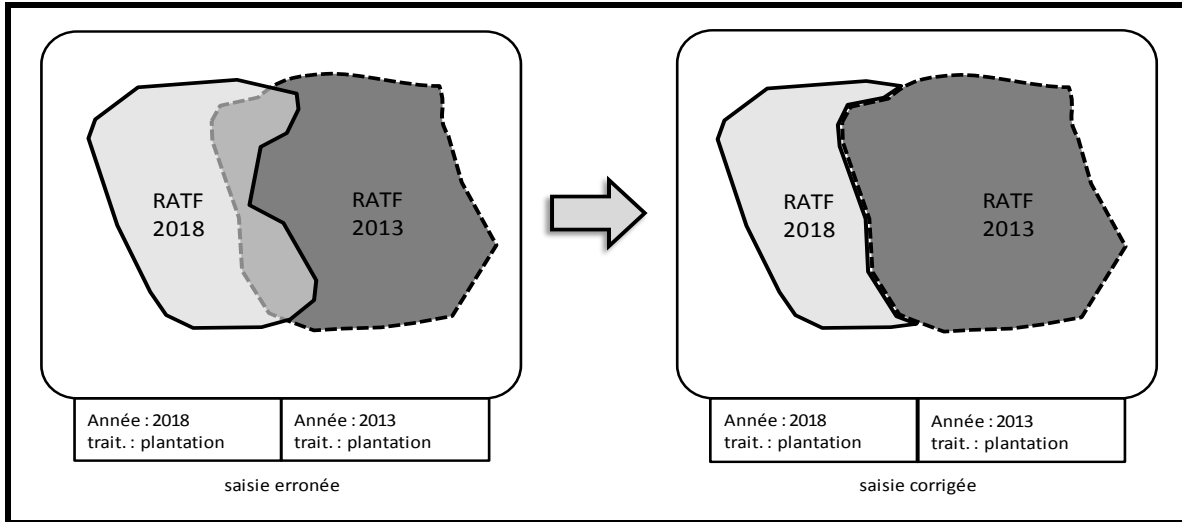 RATF
2018
RATF
2013
Année : 2018
trait. : plantation
Année : 2013
trait. : plantation
saisie erronée
RATF
2018
RATF
2013
Année : 2018
trait. : plantation
Année : 2013
trait. : plantation
saisie corrigée